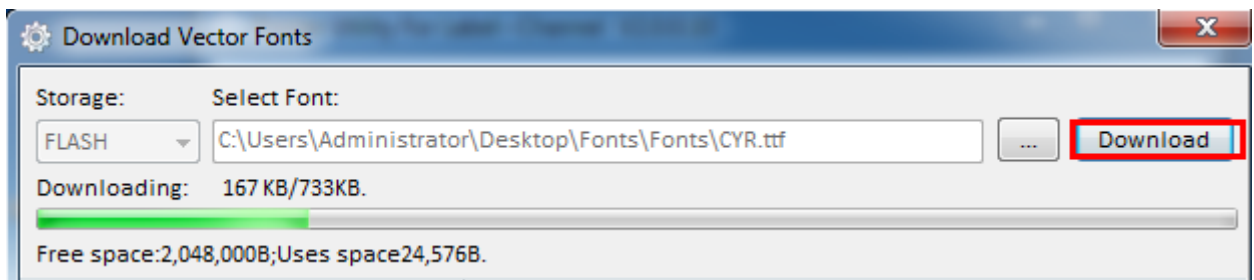 Download Vector Fonts
Storage: Select Font:
FLASH C:\Users\Administrator\Desktop\Fonts\Fonts\CYR.ttf ... Download
Downloading: 167 KB/733KB.
Free space:2,048,000B;Uses space24,576B.